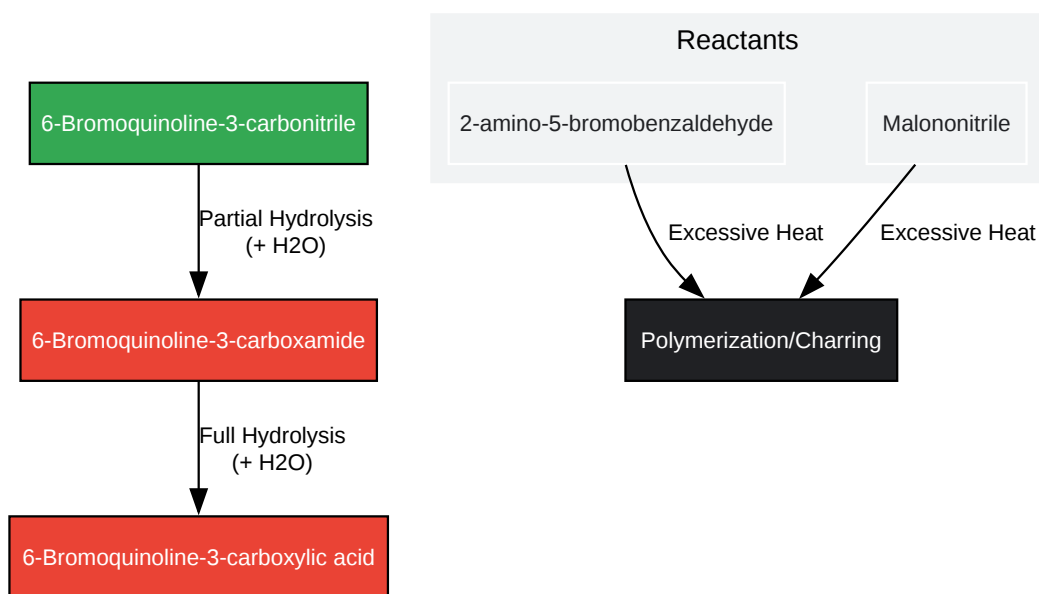 Reactants
6-Bromoquinoline-3-carbonitrile
2-amino-5-bromobenzaldehyde
Malononitrile
Partial Hydrolysis
(+ H2O)
Excessive Heat
Excessive Heat
6-Bromoquinoline-3-carboxamide
Polymerization/Charring
Full Hydrolysis
(+ H2O)
6-Bromoquinoline-3-carboxylic acid